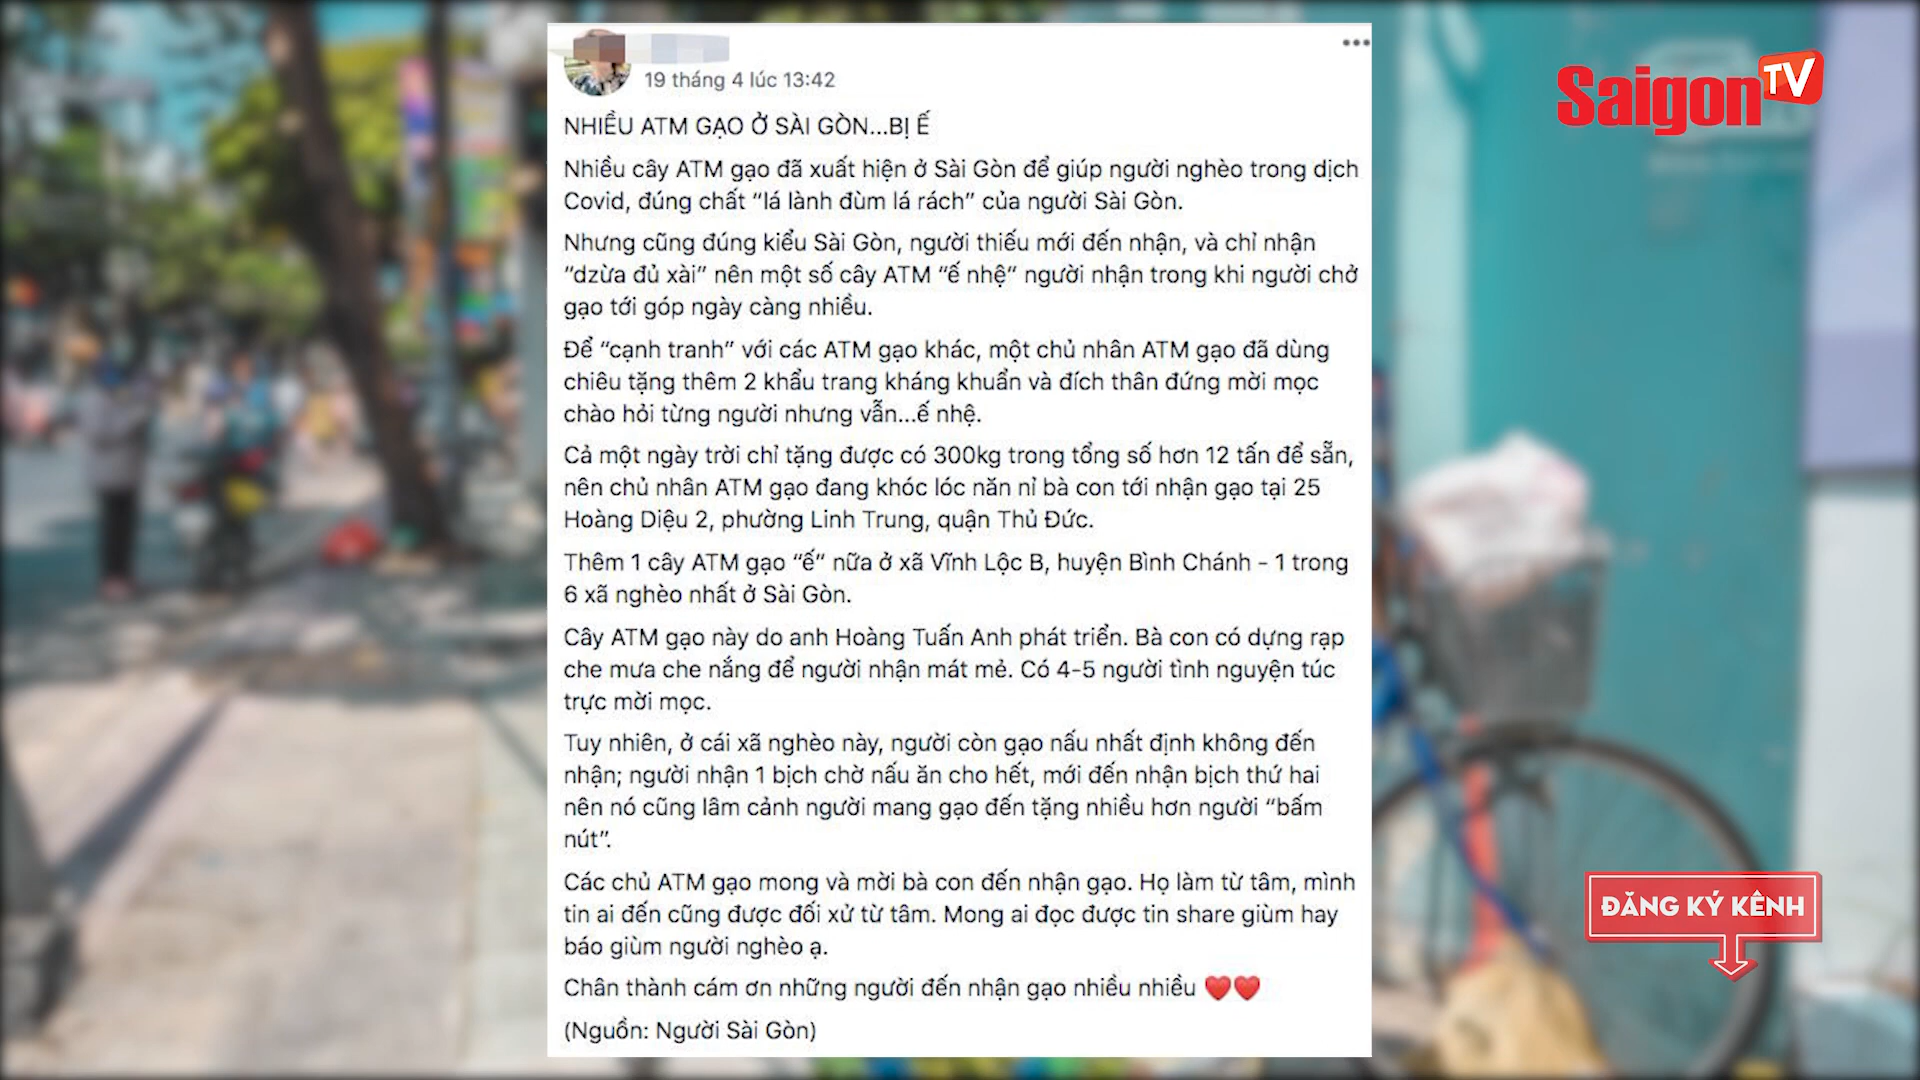 19 tháng 4 lúc 13:42
NHIỀU ATM GẠO Ở SÀI GÒN...BỊ Ế
Nhiều cây ATM gạo đã xuất hiện ở Sài Gòn để giúp người nghèo trong dịch
Covid, đúng chất “lá lành đùm lá rách” của người Sài Gòn.
Nhưng cũng đúng kiểu Sài Gòn, người thiếu mới đến nhận, và chỉ nhận
“dzừa đủ xài” nên một số cây ATM “ế nhệ“ người nhận trong khi người chở
gạo tới góp ngày càng nhiều.
Để “cạnh tranh” với các ATM gạo khác, một chủ nhân ATM gạo đã dùng
chiêu tặng thêm 2 khẩu trang kháng khuẩn và đích thân đứng mời mọc
chào hỏi từng người nhưng vẫn...ế nhệ.
Cả một ngày trời chỉ tặng được có 300kg trong tổng số hơn 12 tấn để sẵn,
nên chủ nhân ATM gạo đang khóc lóc năn nỉ bà con tới nhận gạo tại 25
Hoàng Diệu 2, phường Linh Trung, quận Thủ Đức.
Thêm 1 cây ATM gạo “ế“ nữa ở xã Vĩnh Lộc B, huyện Bình Chánh - 1 trong
6 xã nghèo nhất ở Sài Gòn.
Cây ATM gạo này do anh Hoàng Tuấn Anh phát triển. Bà con có dựng rạp
che mưa che nắng để người nhận mát mẻ. Có 4-5 người tình nguyện túc
trực mời mọc.
Tuy nhiên, ở cái xã nghèo này, người còn gạo nấu nhất định không đến
nhận; người nhận 1 bịch chờ nấu ăn cho hết, mới đến nhận bịch thứ hai
nên nó cũng lâm cảnh người mang gạo đến tặng nhiều hơn người “bấm
nút”.
Các chủ ATM gạo mong và mời bà con đến nhận gạo. Họ làm từ tâm, mình
tin ai đến cũng được đối xử từ tâm. Mong ai đọc được tin share giùm hay
báo giùm người nghèo ạ.
Chân thành cám ơn những người đến nhận gạo nhiều nhiều ❤️❤️
(Nguồn: Người Sài Gòn)
Saigon TV
ĐĂNG KÝ KÊNH